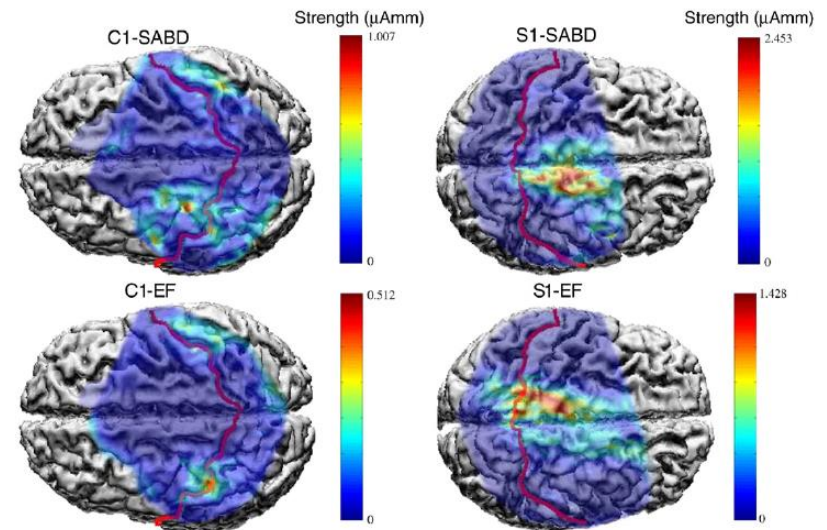 Strength (μAmm) Strength (μAmm)
C1-SABD S1-SABD
1.007 2.453
0 0
C1-EF S1-EF
0.512 1.428
0 0